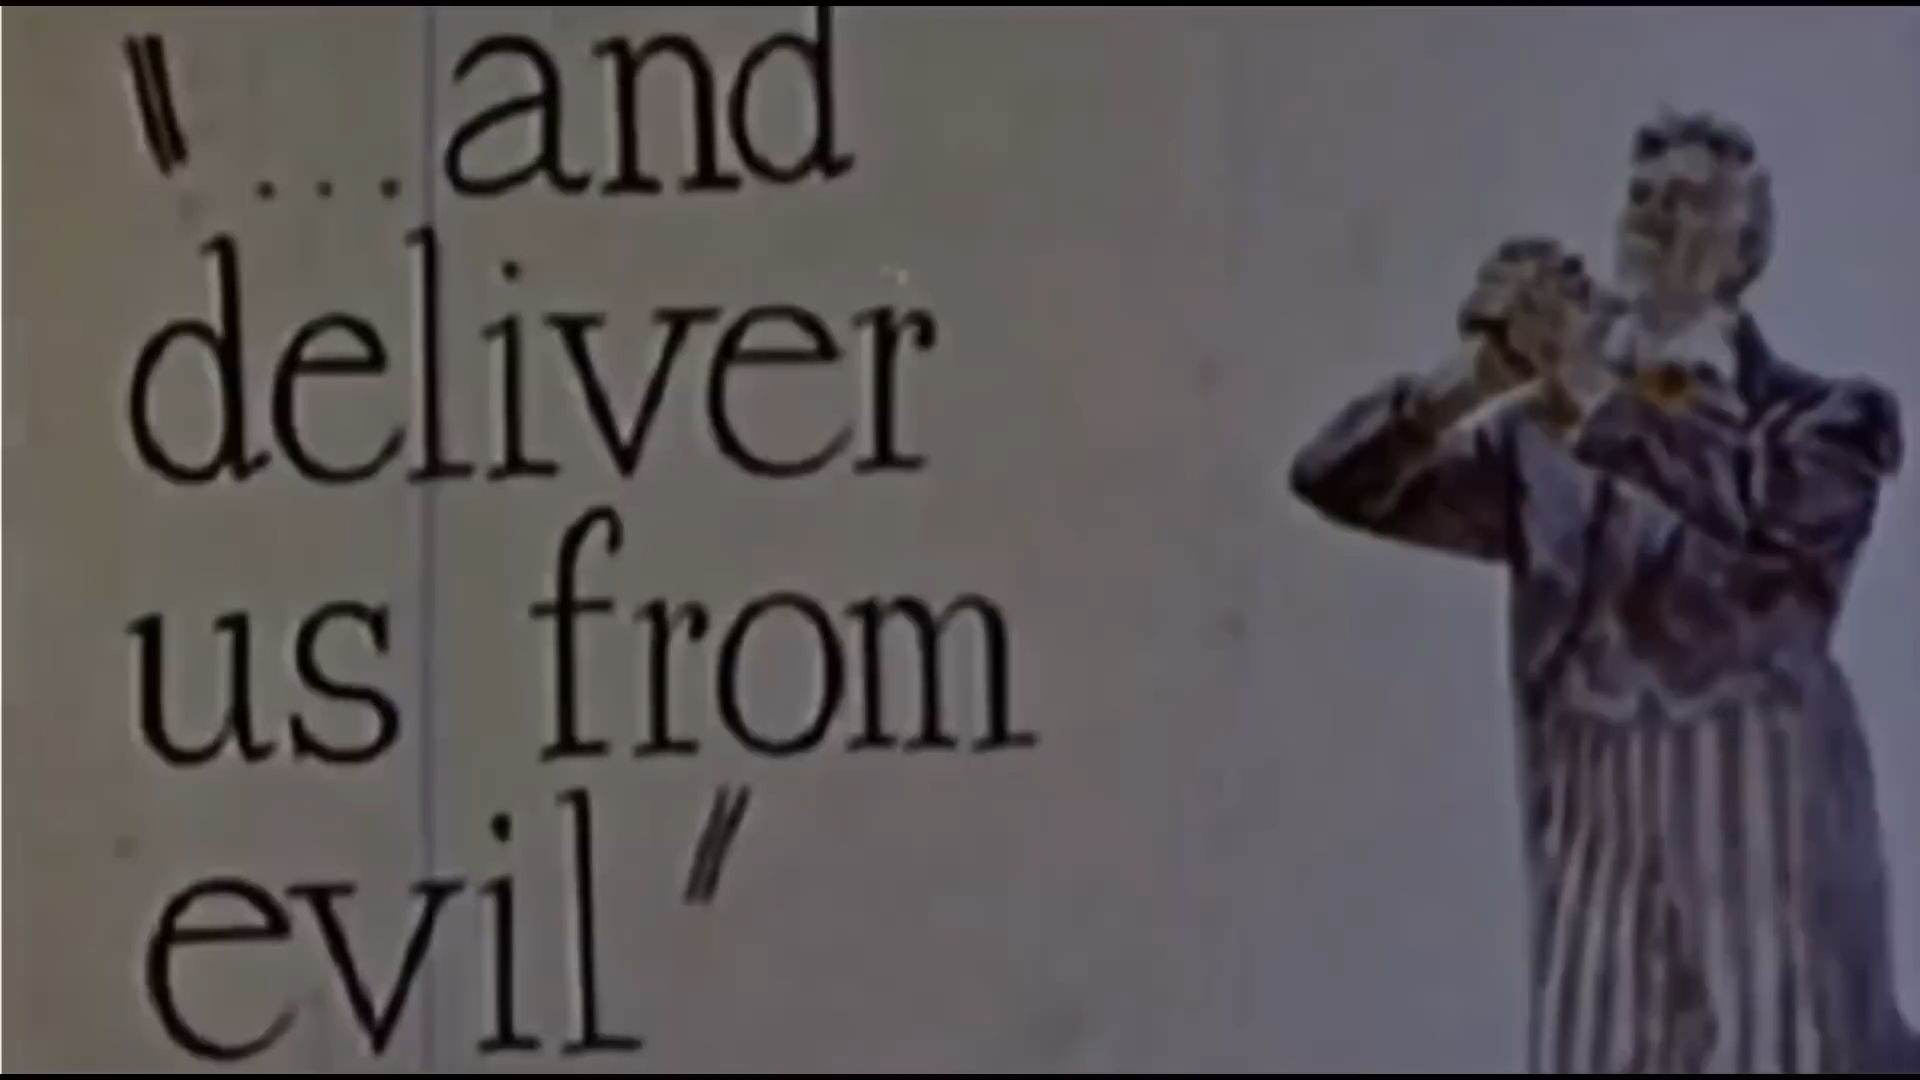 "...and
deliver
us from
evil"